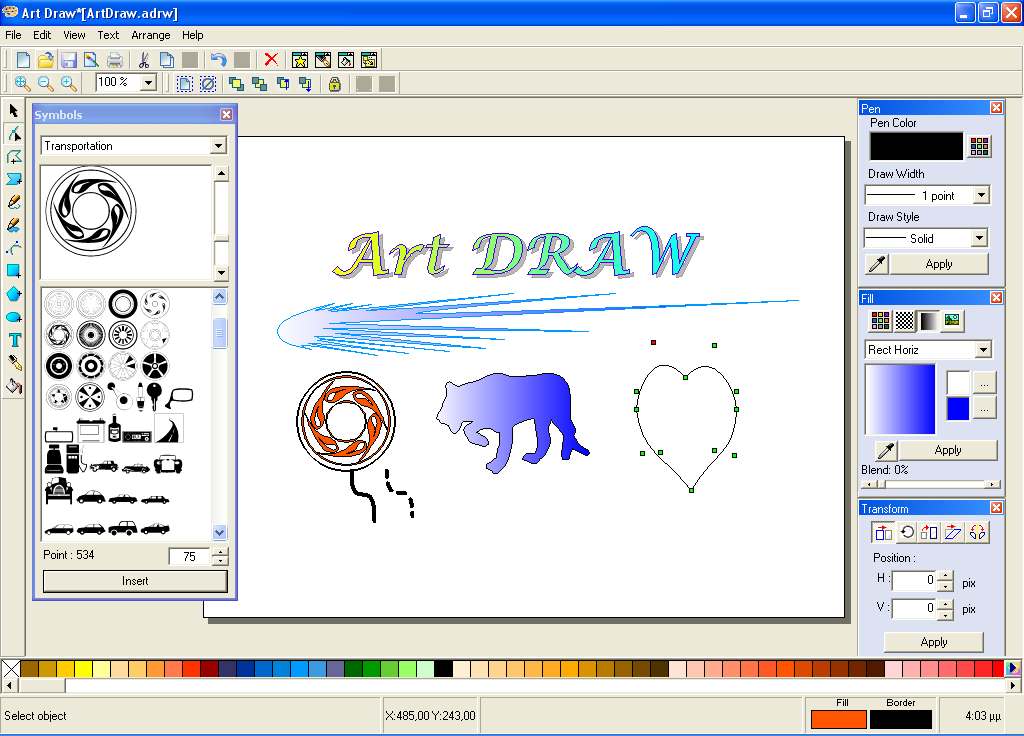 Art Draw*[ArtDraw.adrw]
File Edit View Text Arrange Help
100 %
Symbols
Transportation
Point : 534
75
Insert
Art DRAW
Pen
Pen Color
Draw Width
1 point
Draw Style
Solid
Apply
Fill
Rect Horiz
...
...
Apply
Blend: 0%
Transform
Position :
H : 0 pix
V : 0 pix
Apply
Select object
X:485,00 Y:243,00
Fill Border
4:03 μμ